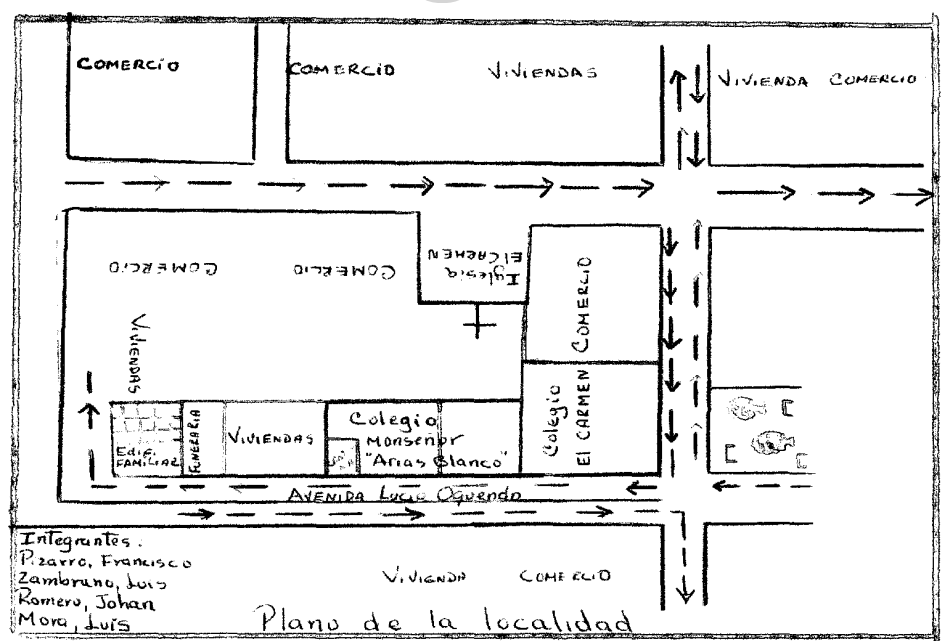 COMERCIO
COMERCIO
VIVIENDAS
VIVIENDA COMERCIO
COMERCIO
COMERCIO
Iglesia
El CARMEN
COMERCIO
VIVIENDAS
Edif.
FAMILIAR
FUNERARIA
VIVIENDAS
Colegio
Monseñor
"Arias Blanco"
Colegio
El CARMEN
AVENIDA Lucio Oquendo
Integrantes:
Pizarro, Francisco
Zambrano, Luis
Romero, Johan
Mora, Luis
VIVIENDA
COMERCIO
Plano de la localidad